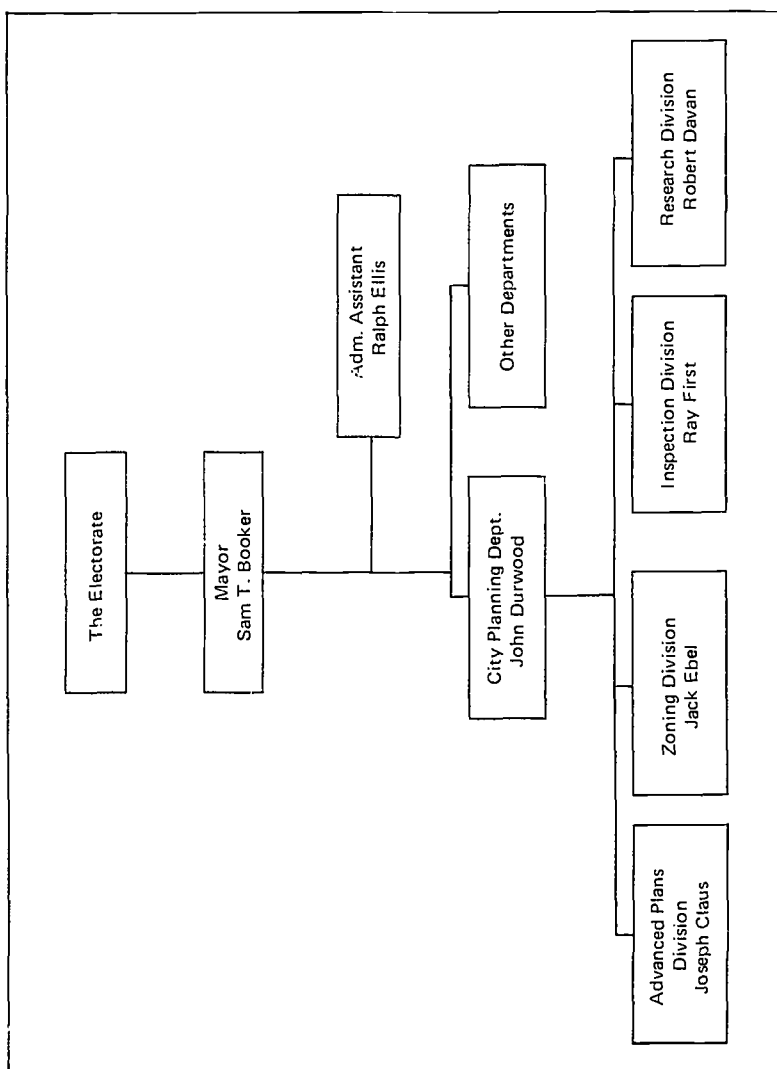 The Electorate
Mayor
Sam T. Booker
Adm. Assistant
Ralph Ellis
City Planning Dept.
John Durwood
Other Departments
Advanced Plans
Division
Joseph Claus
Zoning Division
Jack Ebel
Inspection Division
Ray First
Research Division
Robert Davan